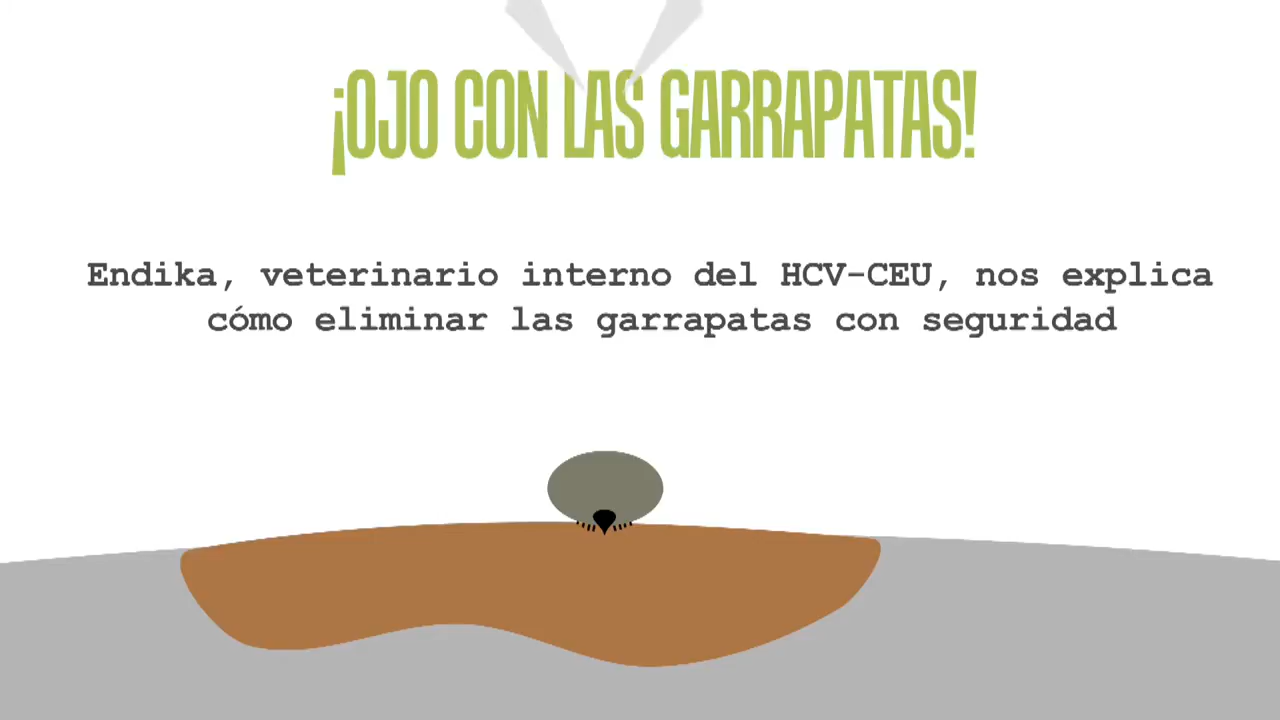 ¡OJO CON LAS GARRAPATAS!
Endika, veterinario interno del HCV-CEU, nos explica
cómo eliminar las garrapatas con seguridad